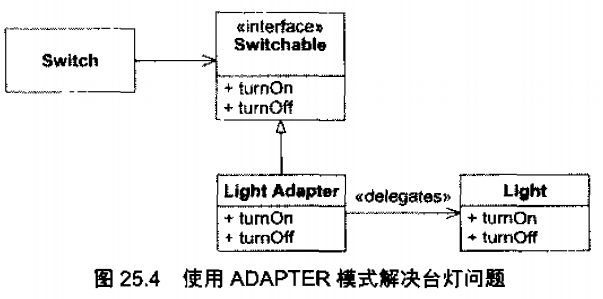 Switch
«interface»
Switchable
+ turnOn
+ turnOff
Light Adapter
+ turnOn
+ turnOff
«delegates»
Light
+ turnOn
+ turnOff
图 25.4 使用 ADAPTER 模式解决台灯问题